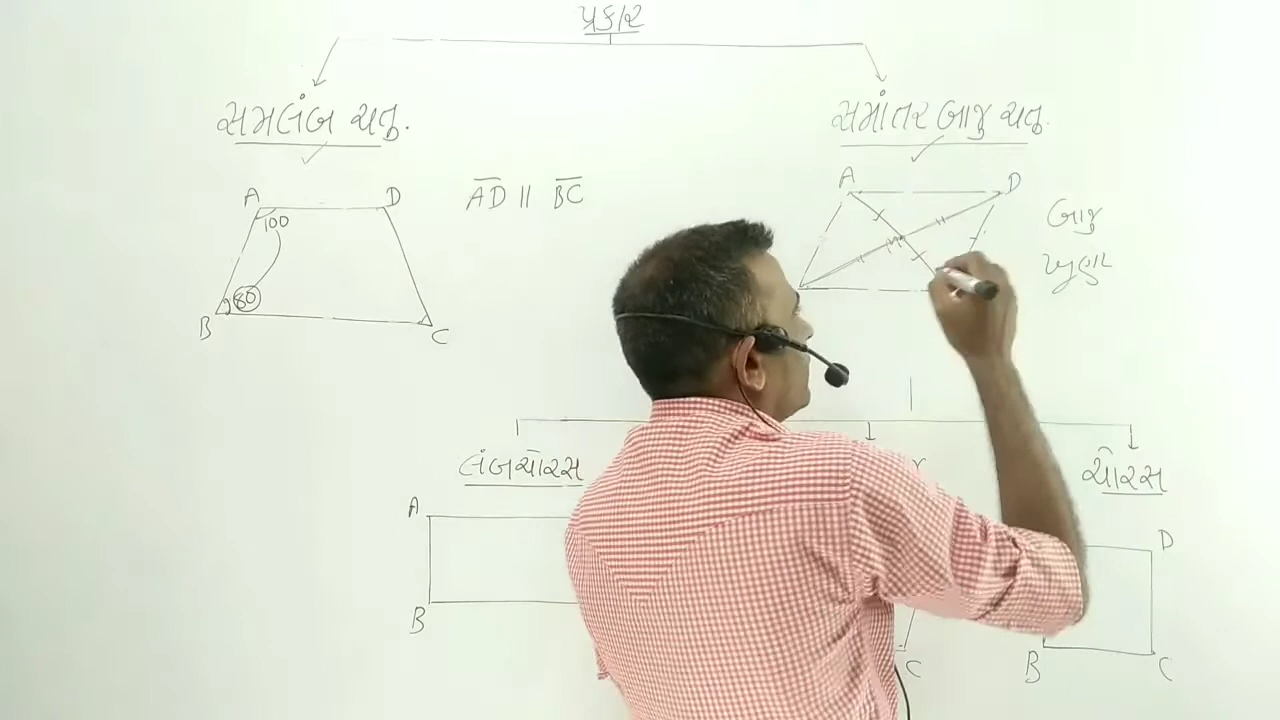 પ્રકાર
સમલંબ ચતુ.
સમાંતર બાજુ ચતુ.
A D
100
80
B C
AD || BC
A D
બાજુ
ખૂણા
લંબચોરસ
ચોરસ
A
B
C
D
B C